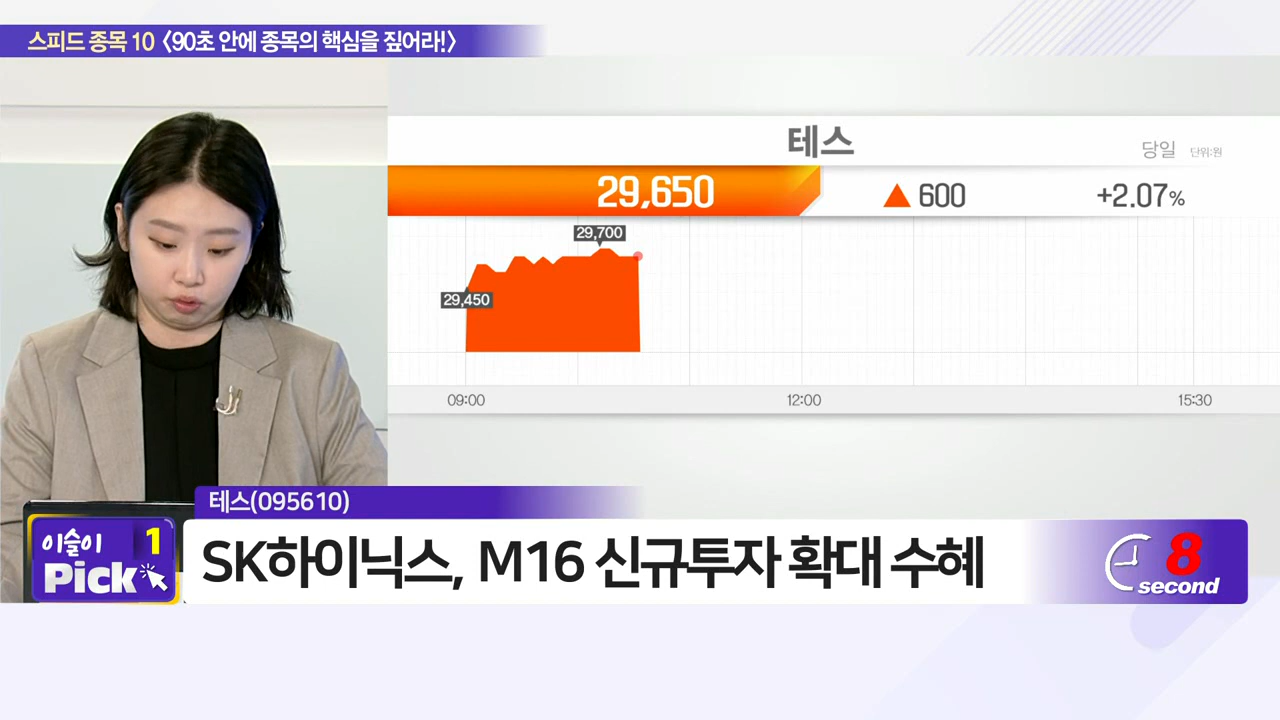 스피드 종목 10 <90초 안에 종목의 핵심을 짚어라!>
테스
당일 단위:원
29,650 ▲ 600 +2.07%
29,700
29,450
09:00 12:00 15:30
테스(095610)
이슬이 1
Pick
SK하이닉스, M16 신규투자 확대 수혜
8
second